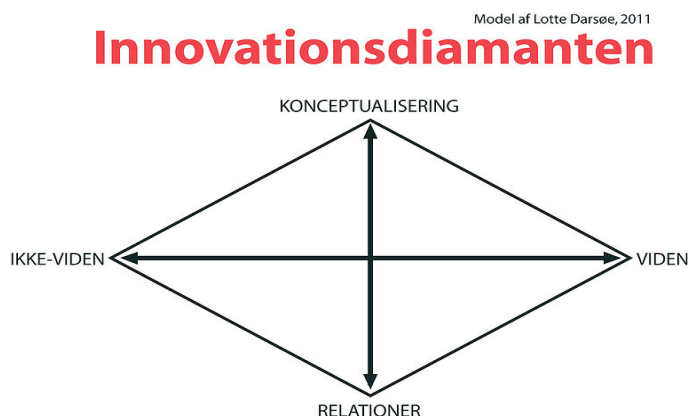 Model af Lotte Darsøe, 2011
Innovationsdiamanten
KONCEPTUALISERING
IKKE-VIDEN
VIDEN
RELATIONER